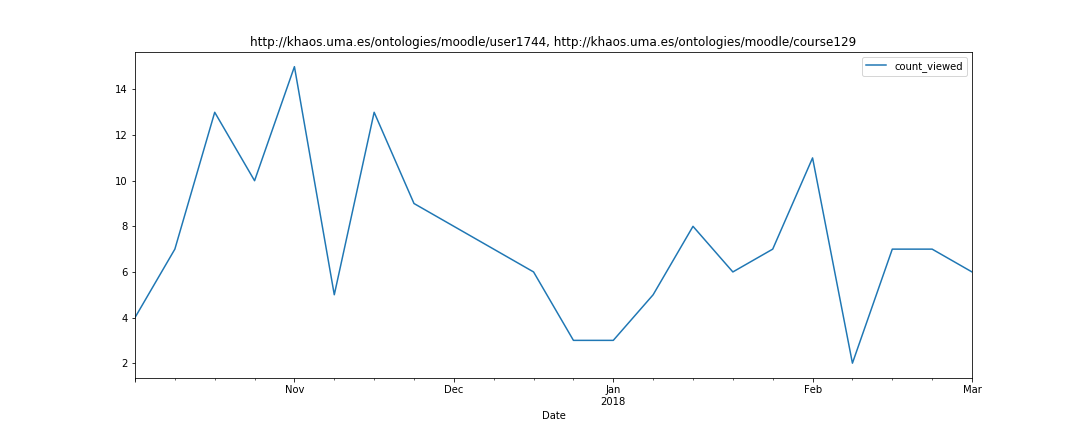 http://khaos.uma.es/ontologies/moodle/user1744, http://khaos.uma.es/ontologies/moodle/course129
count_viewed
14
12
10
8
6
4
2
Nov
Dec
Jan
2018
Feb
Mar
Date